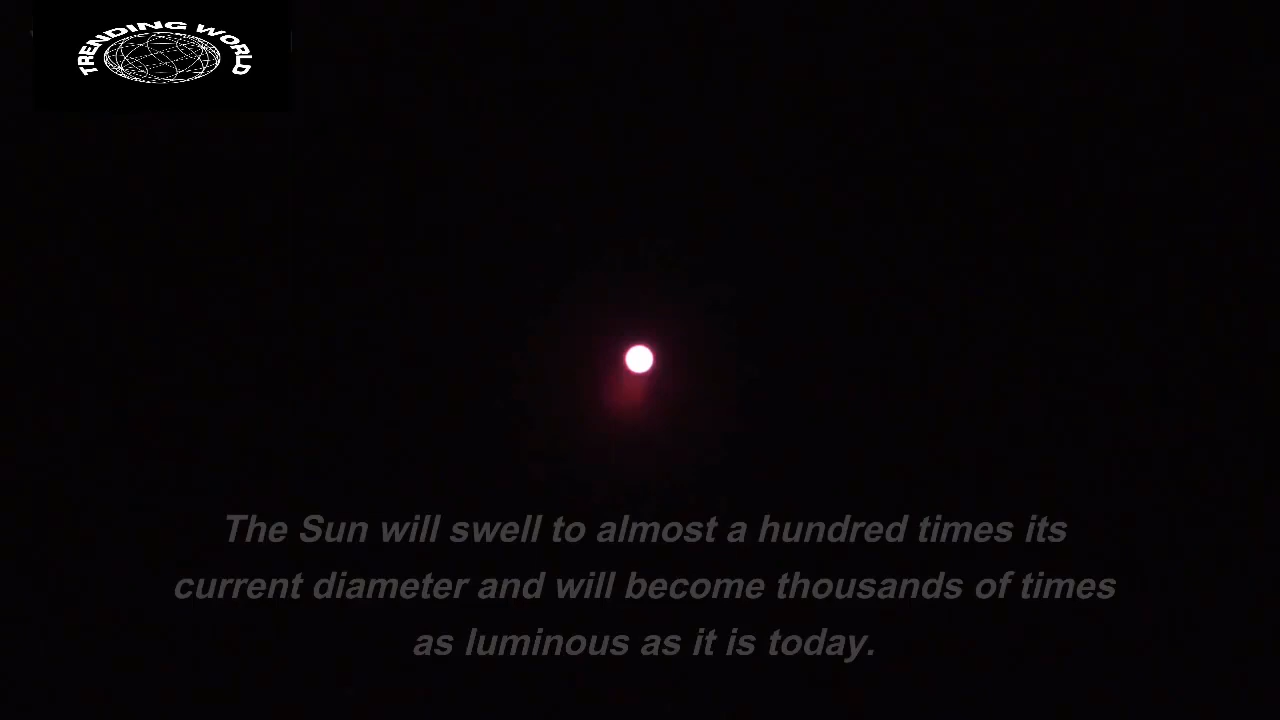 TRENDING WORLD
The Sun will swell to almost a hundred times its
current diameter and will become thousands of times
as luminous as it is today.